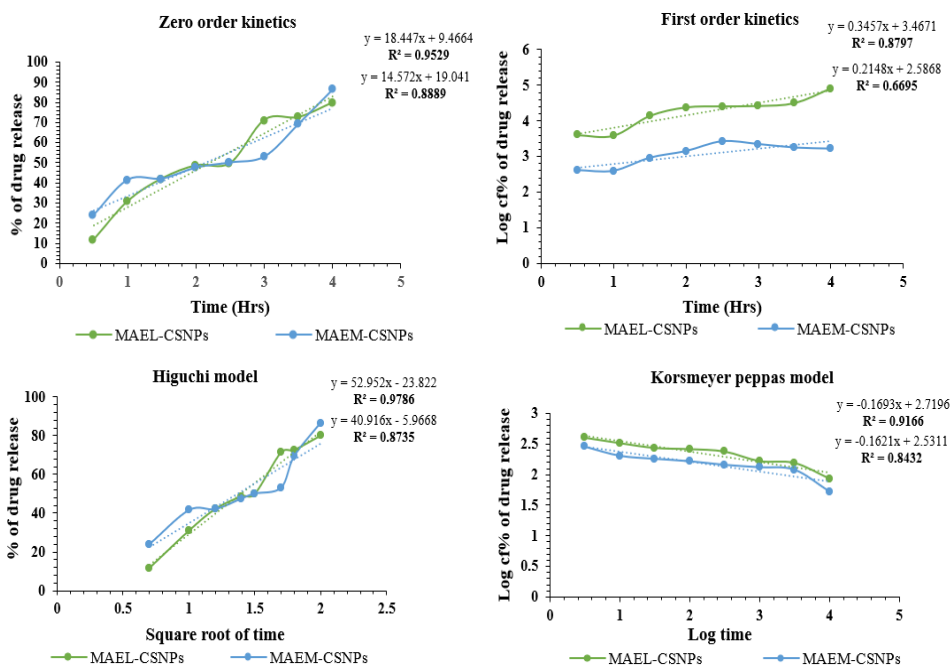 Zero order kinetics
y = 18.447x + 9.4664
R² = 0.9529
y = 14.572x + 19.041
R² = 0.8889
% of drug release
100
90
80
70
60
50
40
30
20
10
0
0 1 2 3 4 5
Time (Hrs)
MAEL-CSNPs MAEM-CSNPs
First order kinetics
y = 0.3457x + 3.4671
R² = 0.8797
y = 0.2148x + 2.5868
R² = 0.6695
Log cf% of drug release
6
5
4
3
2
1
0
0 1 2 3 4 5
Time (Hrs)
MAEL-CSNPs MAEM-CSNPs
Higuchi model
y = 52.952x - 23.822
R² = 0.9786
y = 40.916x - 5.9668
R² = 0.8735
% of drug release
100
80
60
40
20
0
0 0.5 1 1.5 2 2.5
Square root of time
MAEL-CSNPs MAEM-CSNPs
Korsmeyer peppas model
y = -0.1693x + 2.7196
R² = 0.9166
y = -0.1621x + 2.5311
R² = 0.8432
Log cf% of drug release
3
2.5
2
1.5
1
0.5
0
0 1 2 3 4 5
Log time
MAEL-CSNPs MAEM-CSNPs